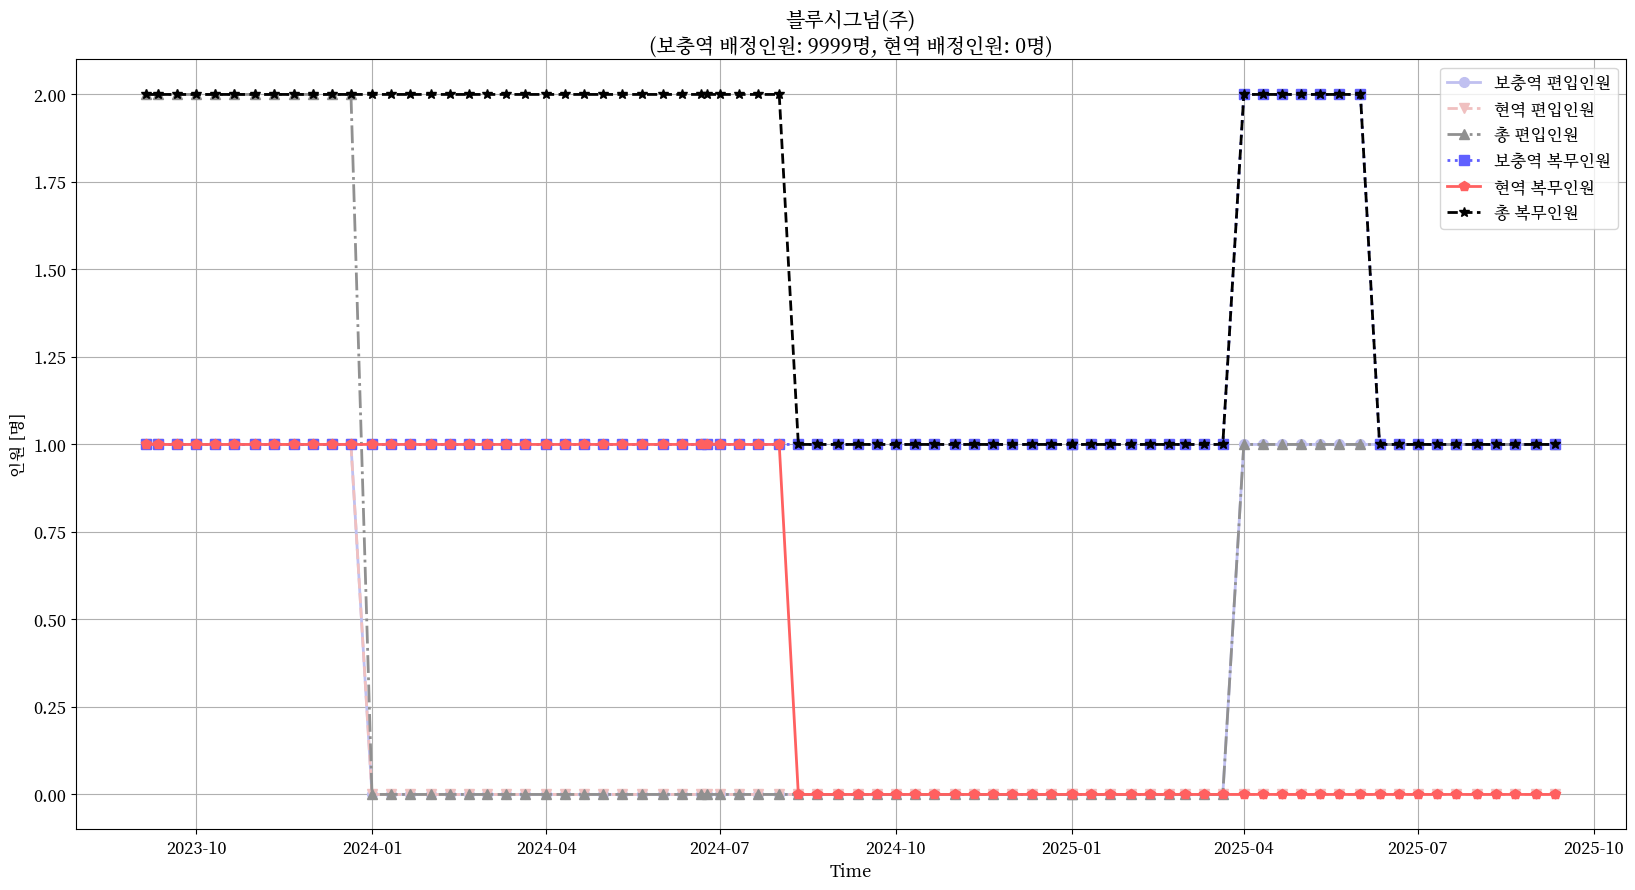 블루시그넘(주)
(보충역 배정인원: 9999명, 현역 배정인원: 0명)
보충역 편입인원
현역 편입인원
총 편입인원
보충역 복무인원
현역 복무인원
총 복무인원
인원 [명]
2.00
1.75
1.50
1.25
1.00
0.75
0.50
0.25
0.00
2023-10
2024-01
2024-04
2024-07
2024-10
2025-01
2025-04
2025-07
2025-10
Time